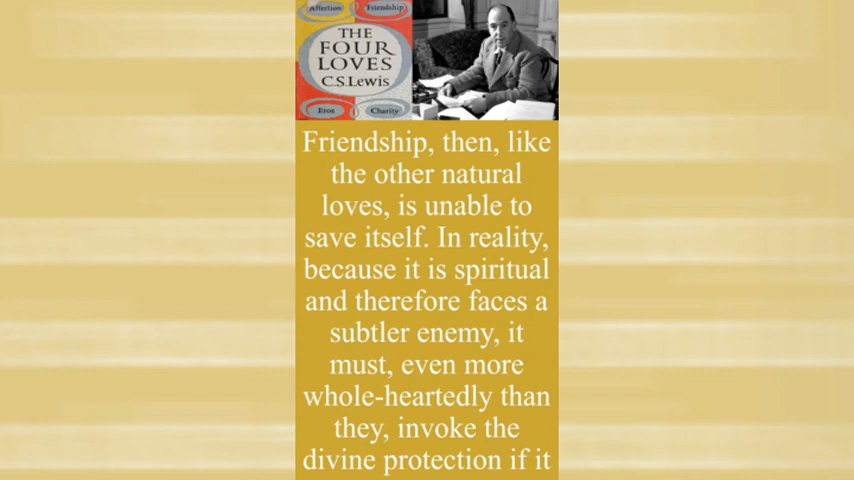 Affection
Friendship
THE
FOUR
LOVES
C.S. Lewis
Eros
Charity
Friendship, then, like
the other natural
loves, is unable to
save itself. In reality,
because it is spiritual
and therefore faces a
subtler enemy, it
must, even more
whole-heartedly than
they, invoke the
divine protection if it